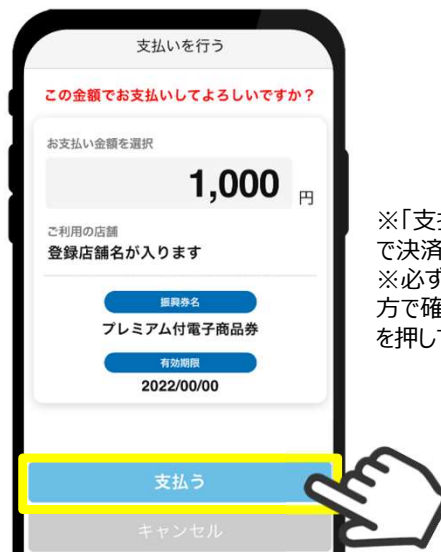 支払いを行う
この金額でお支払いしてよろしいですか？
お支払い金額を選択
1,000 円
ご利用の店舗
登録店舗名が入ります
振興券名
プレミアム付電子商品券
有効期限
2022/00/00
支払う
キャンセル
※「支
で決済
※必ず
方で確
を押し